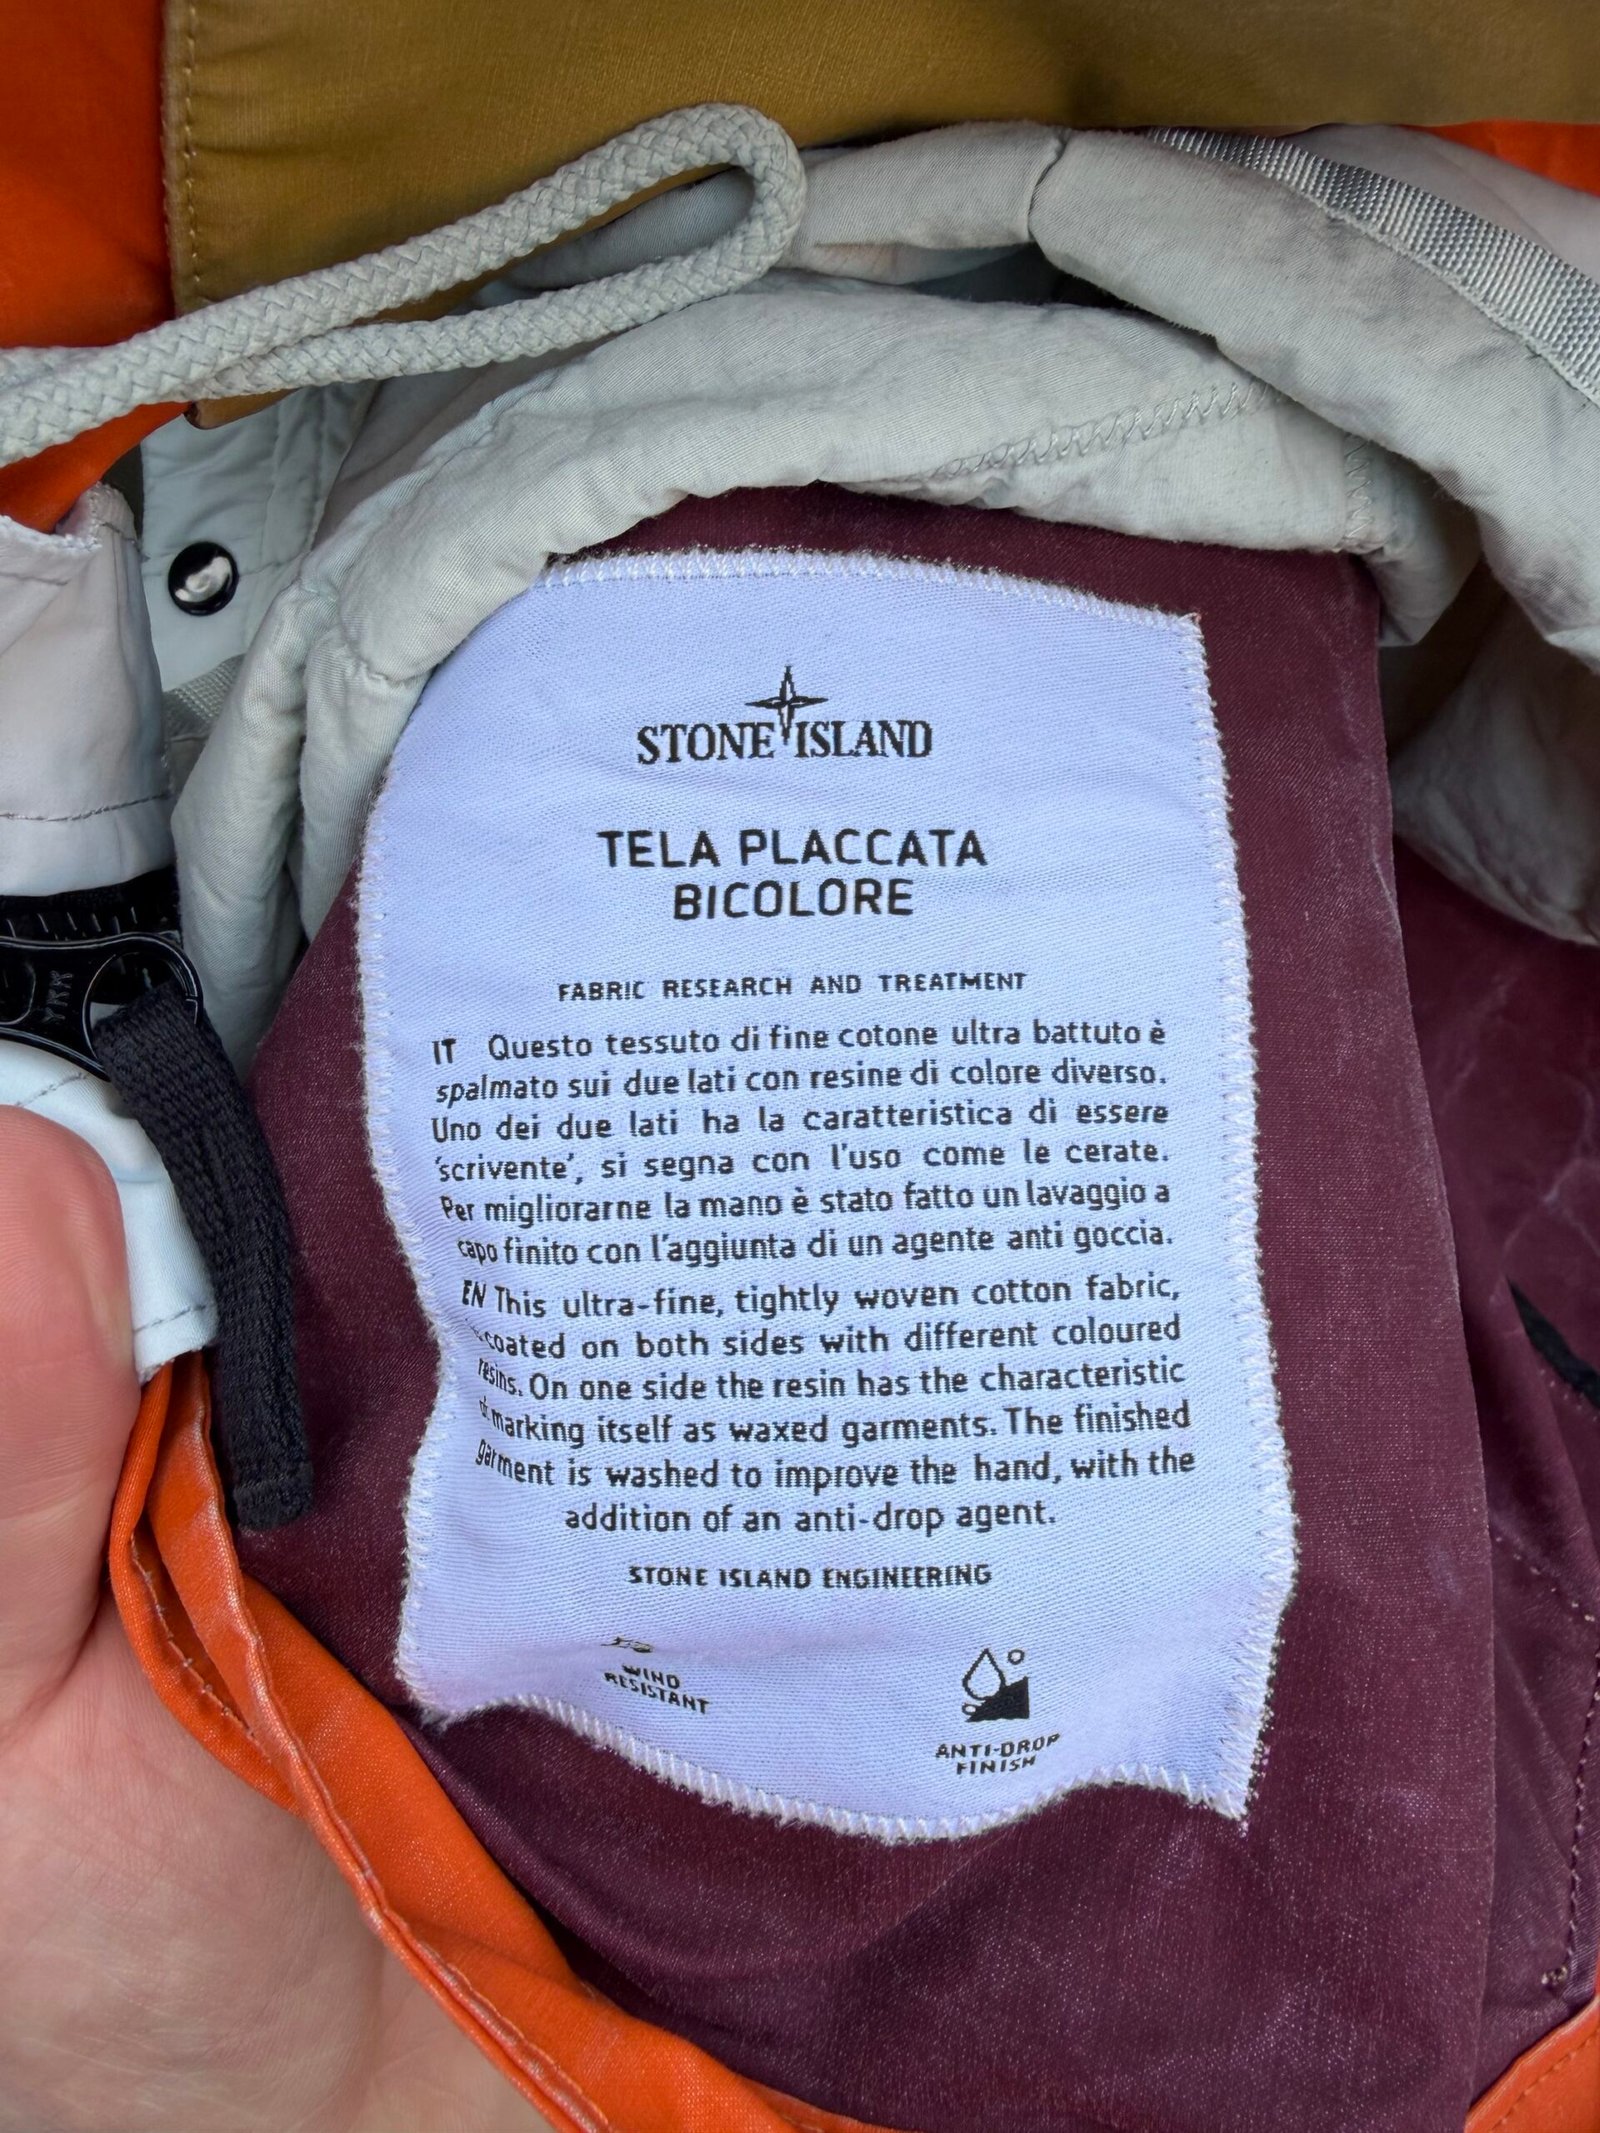 STONE ISLAND
TELA PLACCATA
BICOLORE
FABRIC RESEARCH AND TREATMENT
IT Questo tessuto di fine cotone ultra battuto è
spalmato sui due lati con resine di colore diverso.
Uno dei due lati ha la caratteristica di essere
'scrivente', si segna con l'uso come le cerate.
Per migliorarne la mano è stato fatto un lavaggio a
capo finito con l'aggiunta di un agente anti goccia.
EN This ultra-fine, tightly woven cotton fabric,
is coated on both sides with different coloured
resins. On one side the resin has the characteristic
of marking itself as waxed garments. The finished
garment is washed to improve the hand, with the
addition of an anti-drop agent.
STONE ISLAND ENGINEERING
WIND
RESISTANT
ANTI-DROP
FINISH
YKK